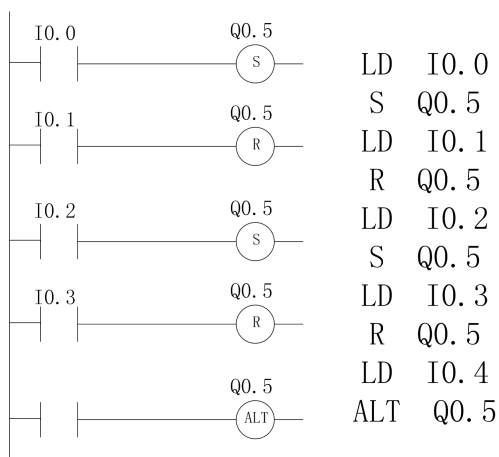 I0.0 Q0.5
S
I0.1 Q0.5
R
I0.2 Q0.5
S
I0.3 Q0.5
R
Q0.5
ALT
LD I0.0
S Q0.5
LD I0.1
R Q0.5
LD I0.2
S Q0.5
LD I0.3
R Q0.5
LD I0.4
ALT Q0.5